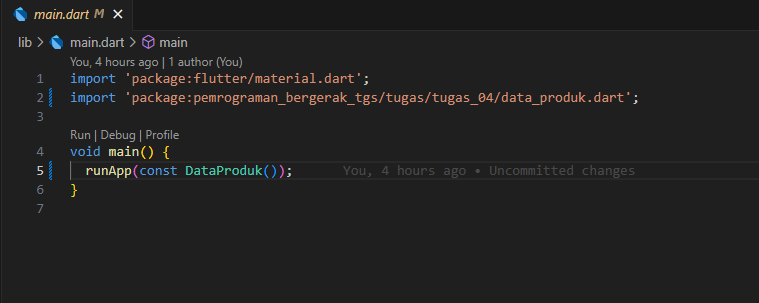 main.dart M
lib > main.dart > main
You, 4 hours ago | 1 author (You)
1 import 'package:flutter/material.dart';
2 import 'package:pemrograman_bergerak_tgs/tugas/tugas_04/data_produk.dart';
3
Run | Debug | Profile
4 void main() {
5 runApp(const DataProduk()); You, 4 hours ago • Uncommitted changes
6 }
7